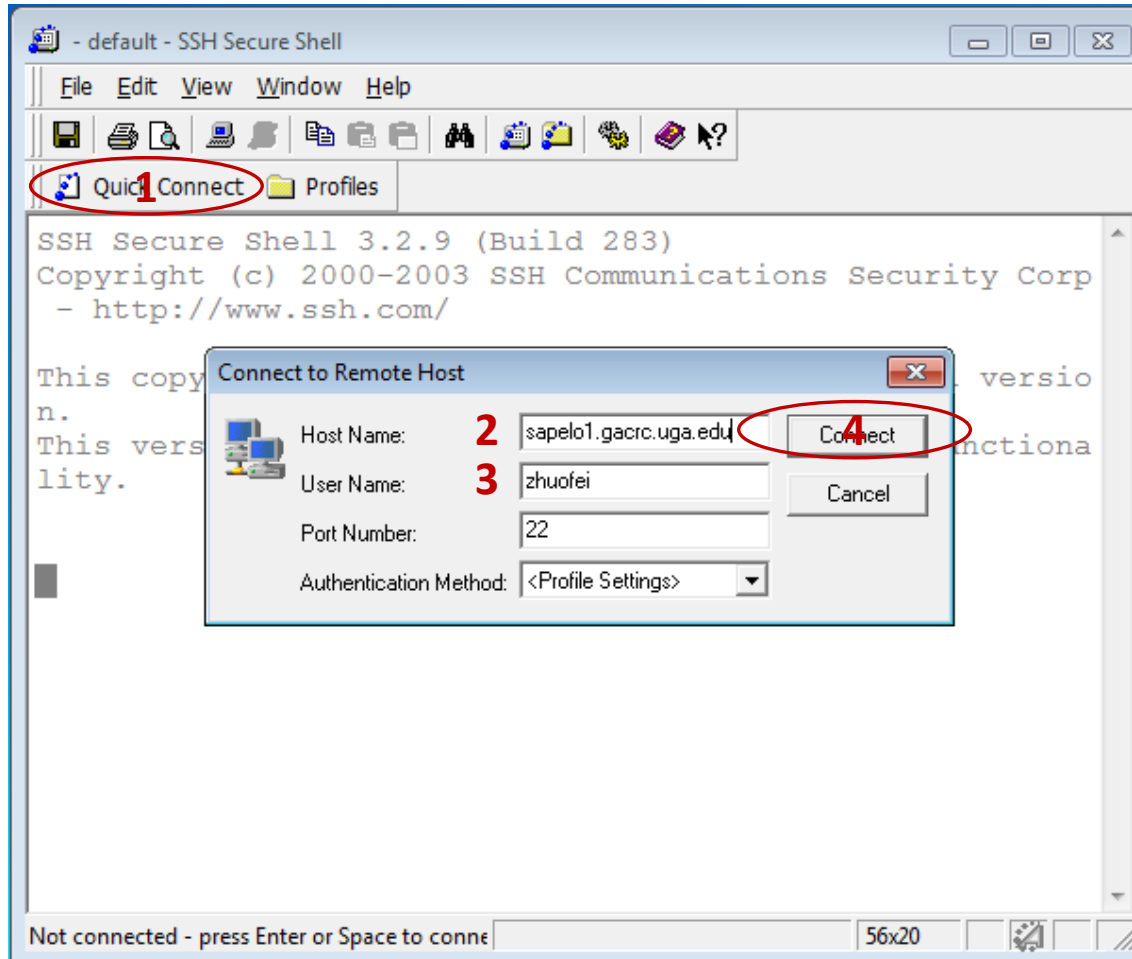 - default - SSH Secure Shell
File Edit View Window Help
1
Quick Connect Profiles
SSH Secure Shell 3.2.9 (Build 283)
Copyright (c) 2000-2003 SSH Communications Security Corp
- http://www.ssh.com/
This copy versio
n.
This vers nctiona
lity.
Connect to Remote Host
Host Name: 2 sapelo1.gacrc.uga.edu Connect 4
User Name: 3 zhuofei Cancel
Port Number: 22
Authentication Method: <Profile Settings>
Not connected - press Enter or Space to conne 56x20